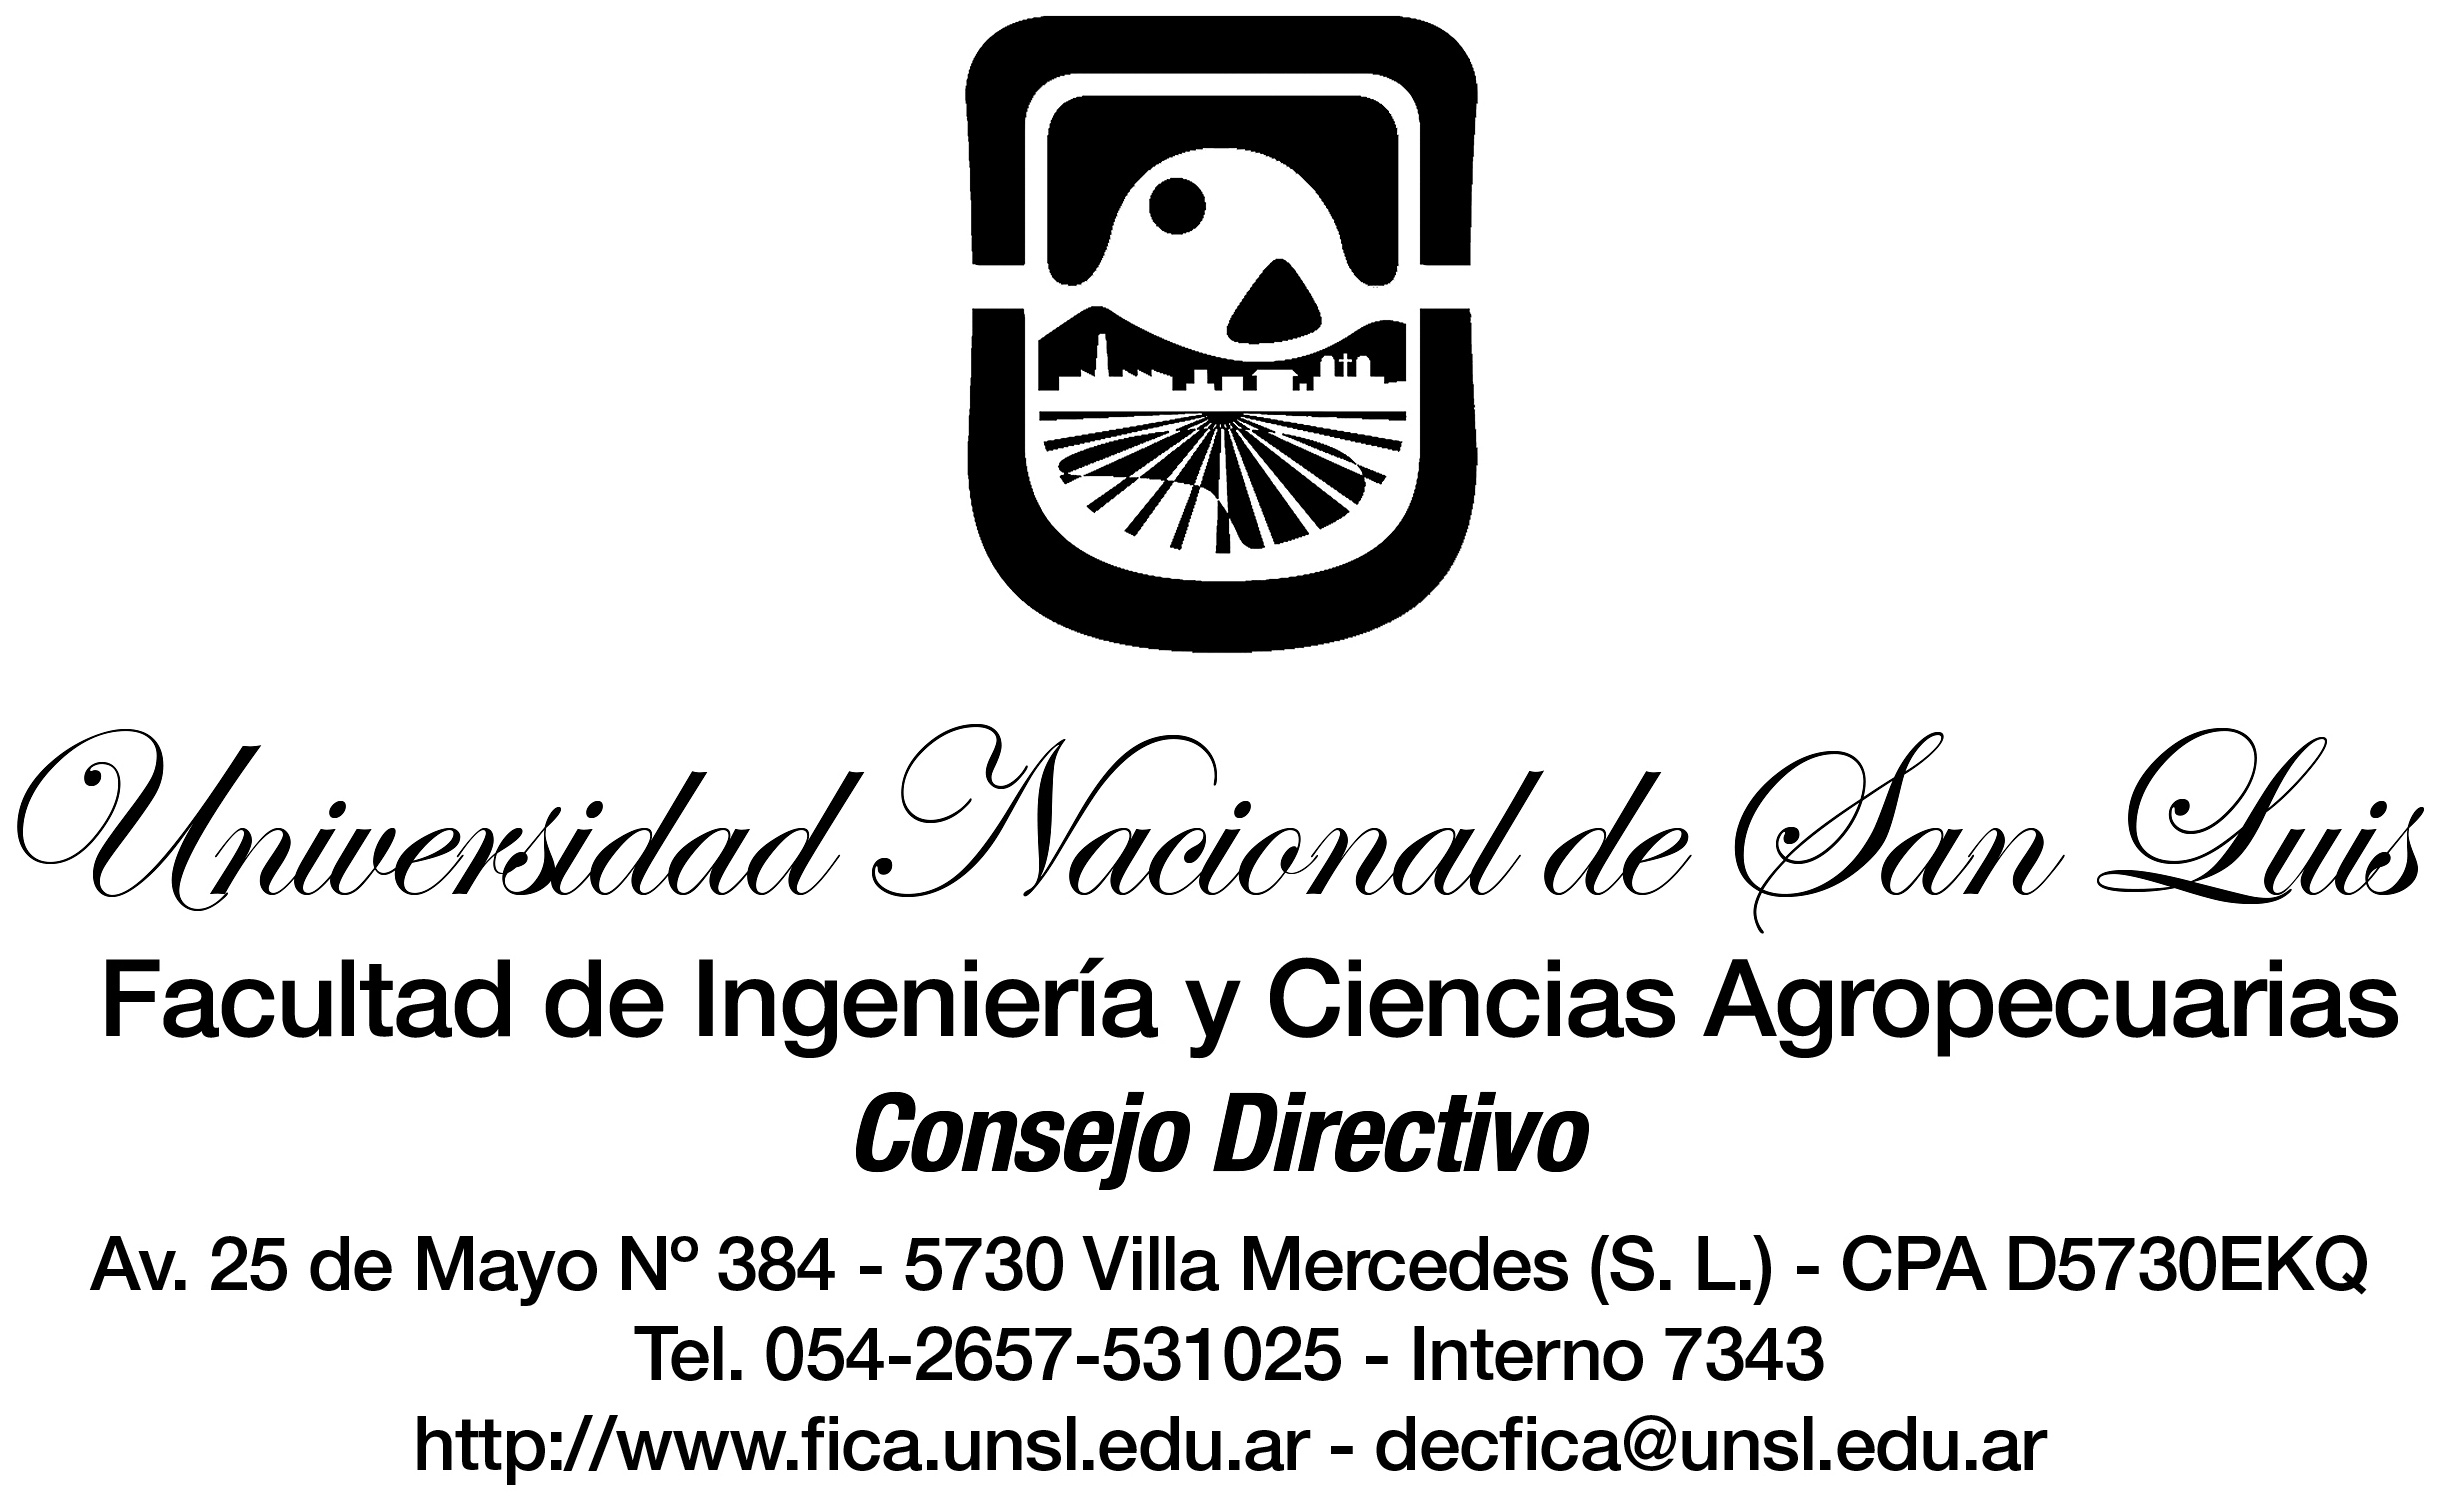 Universidad Nacional de San Luis
Facultad de Ingeniería y Ciencias Agropecuarias
Consejo Directivo
Av. 25 de Mayo Nº 384 - 5730 Villa Mercedes (S. L.) - CPA D5730EKQ
Tel. 054-2657-531025 - Interno 7343
http://www.fica.unsl.edu.ar - decfica@unsl.edu.ar